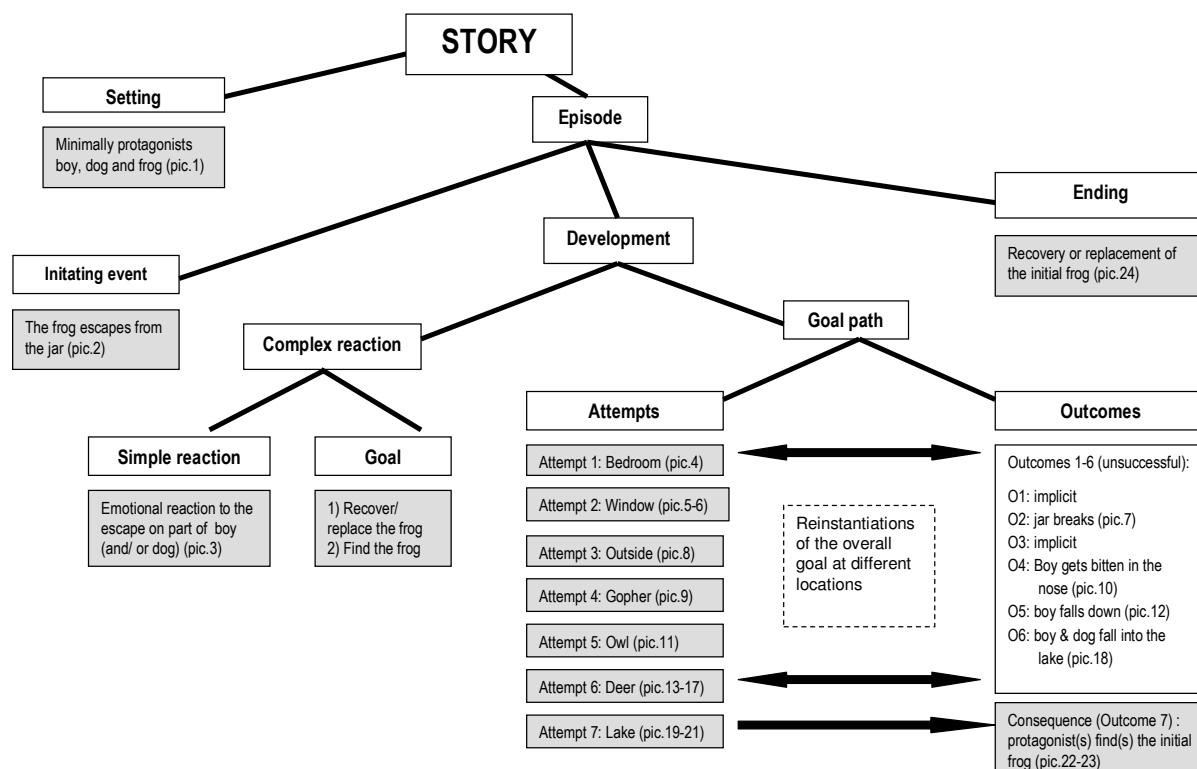 STORY
Setting
Minimally protagonists
boy, dog and frog (pic.1)
Episode
Ending
Recovery or replacement of
the initial frog (pic.24)
Development
Initating event
The frog escapes from
the jar (pic.2)
Complex reaction
Goal path
Simple reaction
Emotional reaction to the
escape on part of boy
(and/ or dog) (pic.3)
Goal
1) Recover/
replace the frog
2) Find the frog
Attempts
Attempt 1: Bedroom (pic.4)
Attempt 2: Window (pic.5-6)
Attempt 3: Outside (pic.8)
Attempt 4: Gopher (pic.9)
Attempt 5: Owl (pic.11)
Attempt 6: Deer (pic.13-17)
Attempt 7: Lake (pic.19-21)
Reinstantiations
of the overall
goal at different
locations
Outcomes
Outcomes 1-6 (unsuccessful):
O1: implicit
O2: jar breaks (pic.7)
O3: implicit
O4: Boy gets bitten in the
nose (pic.10)
O5: boy falls down (pic.12)
O6: boy & dog fall into the
lake (pic.18)
Consequence (Outcome 7) :
protagonist(s) find(s) the initial
frog (pic.22-23)